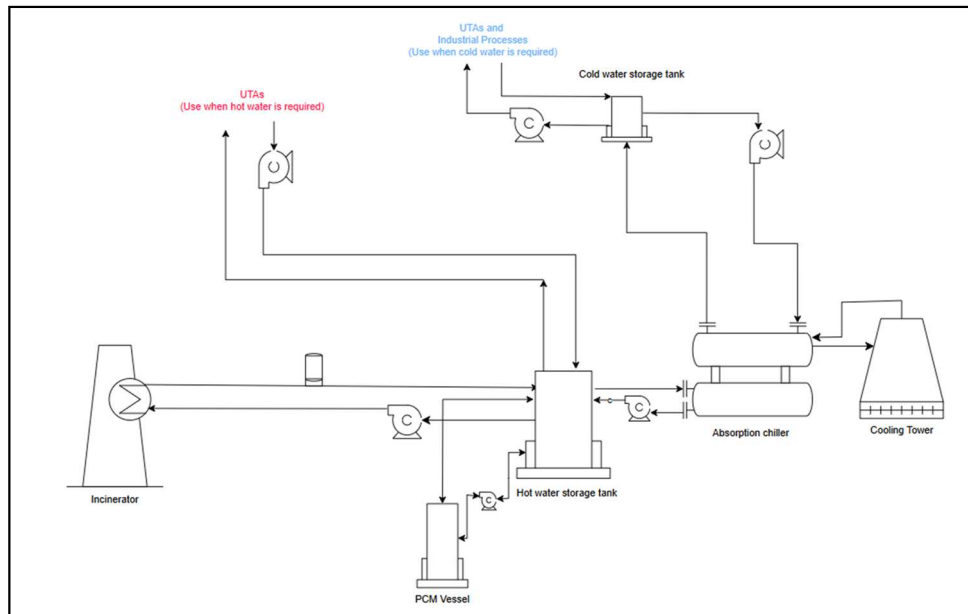 UTAs and
Industrial Processes
(Use when cold water is required)
Cold water storage tank
UTAs
(Use when hot water is required)
C
C
C
C
C
C
Absorption chiller
Cooling Tower
Incinerator
Hot water storage tank
C
PCM Vessel